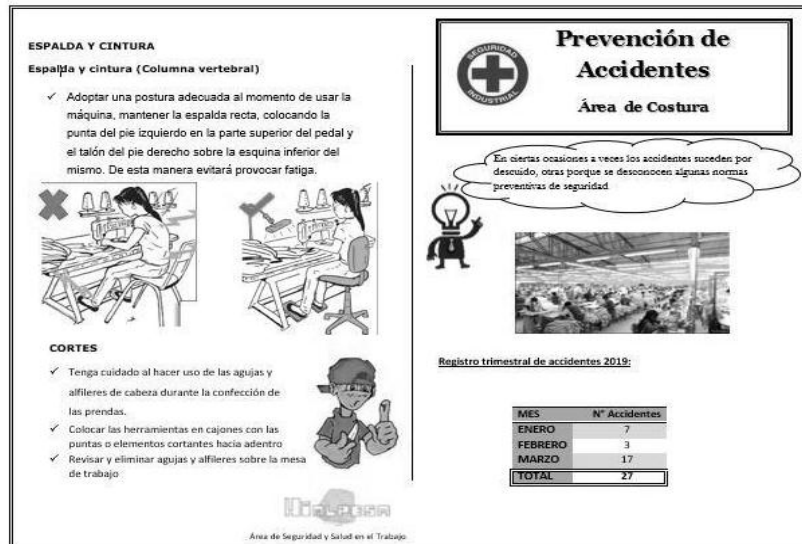 ESPALDA Y CINTURA
Espalda y cintura (Columna vertebral)
✓ Adoptar una postura adecuada al momento de usar la
máquina, mantener la espalda recta, colocando la
punta del pie izquierdo en la parte superior del pedal y
el talón del pie derecho sobre la esquina inferior del
mismo. De esta manera evitará provocar fatiga.
CORTES
✓ Tenga cuidado al hacer uso de las agujas y
alfileres de cabeza durante la confección de
las prendas.
✓ Colocar las herramientas en cajones con las
puntas o elementos cortantes hacia adentro
✓ Revisar y eliminar agujas y alfileres sobre la mesa
de trabajo
Área de Seguridad y Salud en el Trabajo
SEGURIDAD
INDUSTRIAL
Prevención de
Accidentes
Área de Costura
En ciertas ocasiones a veces los accidentes suceden por
descuido, otras porque se desconocen algunas normas
preventivas de seguridad
Registro trimestral de accidentes 2019:
MES N° Accidentes
ENERO 7
FEBRERO 3
MARZO 17
TOTAL 27